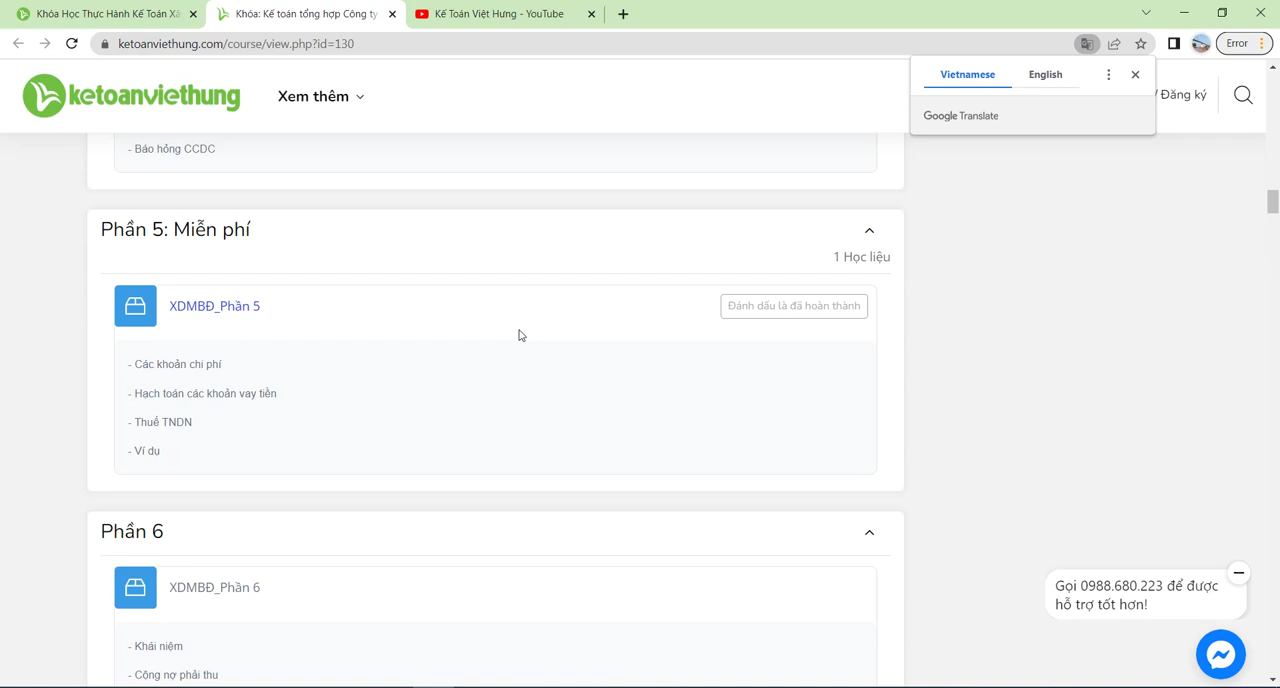 Khóa Học Thực Hành Kế Toán Xâ
Khóa: Kế toán tổng hợp Công ty
Kế Toán Việt Hưng - YouTube
ketoanviethung.com/course/view.php?id=130
Error
ketoanviethung
Xem thêm
/ Đăng ký
Vietnamese
English
Google Translate
- Báo hỏng CCDC
Phần 5: Miễn phí
1 Học liệu
XDMBĐ_Phần 5
Đánh dấu là đã hoàn thành
- Các khoản chi phí
- Hạch toán các khoản vay tiền
- Thuế TNDN
- Ví dụ
Phần 6
XDMBĐ_Phần 6
- Khái niệm
- Công nợ phải thu
Gọi 0988.680.223 để được
hỗ trợ tốt hơn!